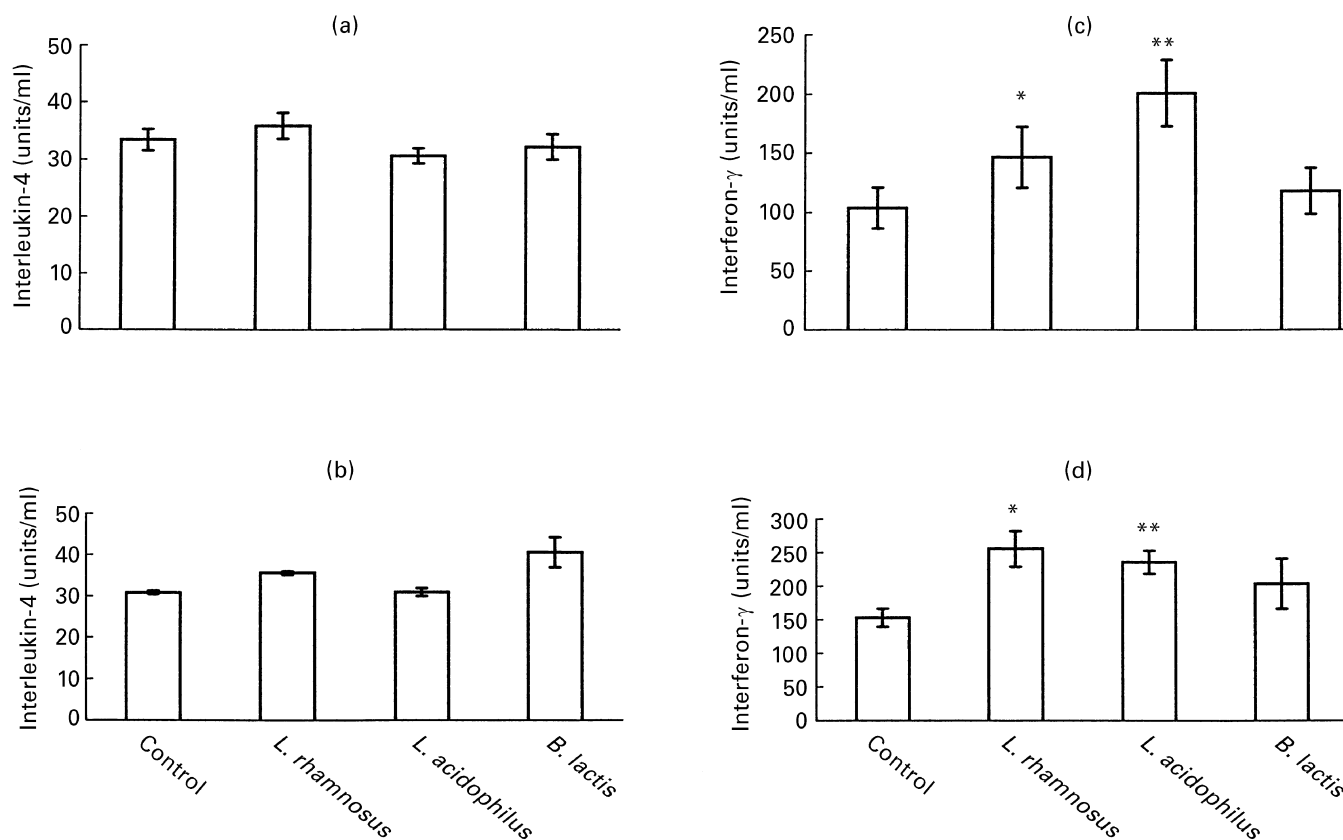 (a)
Interleukin-4 (units/ml)
50
40
30
20
10
0
(c)
Interferon-γ (units/ml)
250
200
150
100
50
0
*
**
(b)
Interleukin-4 (units/ml)
50
40
30
20
10
0
Control
L. rhamnosus
L. acidophilus
B. lactis
(d)
Interferon-γ (units/ml)
300
250
200
150
100
50
0
*
**
Control
L. rhamnosus
L. acidophilus
B. lactis